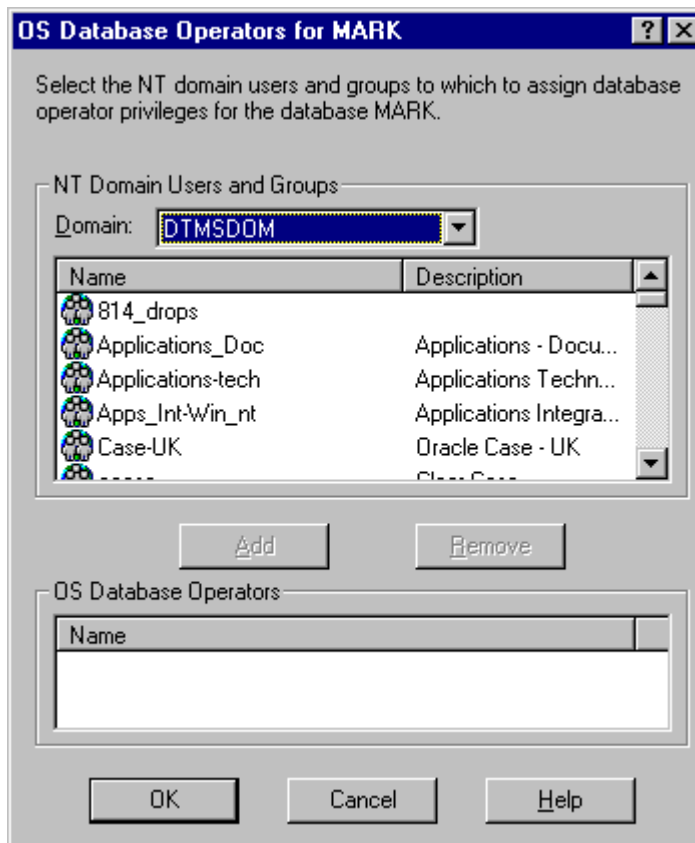 OS Database Operators for MARK
Select the NT domain users and groups to which to assign database
operator privileges for the database MARK.
NT Domain Users and Groups
Domain: DTMSDOM
Name Description
814_drops
Applications_Doc Applications - Docu...
Applications-tech Applications Techn...
Apps_Int-Win_nt Applications Integra...
Case-UK Oracle Case - UK
Add Remove
OS Database Operators
Name
OK Cancel Help